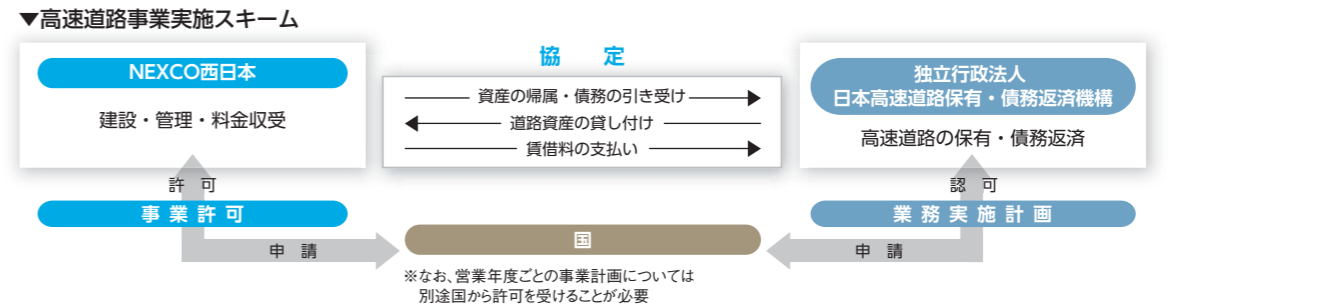 ▼高速道路事業実施スキーム
NEXCO西日本
建設・管理・料金収受
協　定
資産の帰属・債務の引き受け
道路資産の貸し付け
賃借料の支払い
独立行政法人
日本高速道路保有・債務返済機構
高速道路の保有・債務返済
許　可
事業許可
申　請
認　可
業務実施計画
申　請
国
※なお、営業年度ごとの事業計画については
別途国から許可を受けることが必要